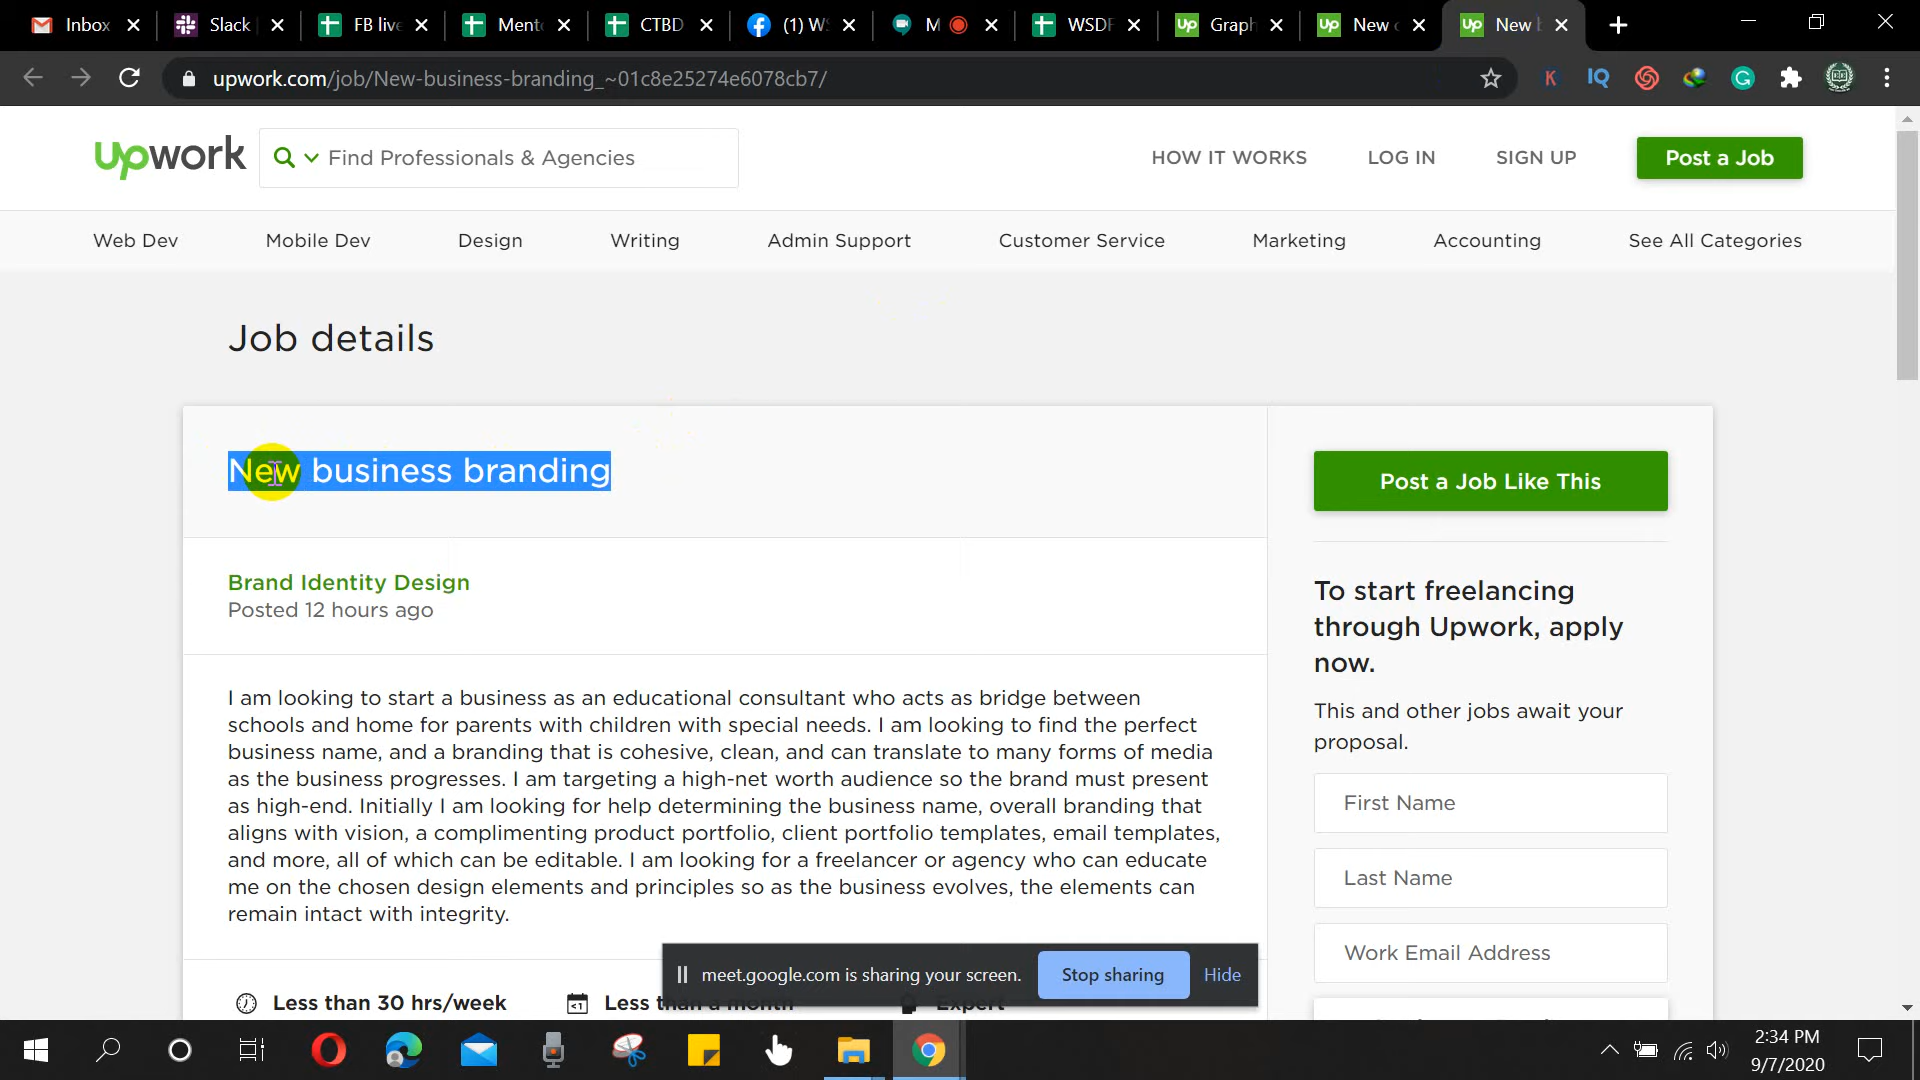 Inbox
Slack
FB live
Mente
CTBD
(1) WS
M
WSDF
Graph
New c
New b
upwork.com/job/New-business-branding_~01c8e25274e6078cb7/
K
IQ
upwork
Find Professionals & Agencies
HOW IT WORKS
LOG IN
SIGN UP
Post a Job
Web Dev
Mobile Dev
Design
Writing
Admin Support
Customer Service
Marketing
Accounting
See All Categories
Job details
New business branding
Brand Identity Design
Posted 12 hours ago
I am looking to start a business as an educational consultant who acts as bridge between
schools and home for parents with children with special needs. I am looking to find the perfect
business name, and a branding that is cohesive, clean, and can translate to many forms of media
as the business progresses. I am targeting a high-net worth audience so the brand must present
as high-end. Initially I am looking for help determining the business name, overall branding that
aligns with vision, a complimenting product portfolio, client portfolio templates, email templates,
and more, all of which can be editable. I am looking for a freelancer or agency who can educate
me on the chosen design elements and principles so as the business evolves, the elements can
remain intact with integrity.
Less than 30 hrs/week
Less than a month
Expert
Post a Job Like This
To start freelancing
through Upwork, apply
now.
This and other jobs await your
proposal.
First Name
Last Name
Work Email Address
meet.google.com is sharing your screen.
Stop sharing
Hide
2:34 PM
9/7/2020